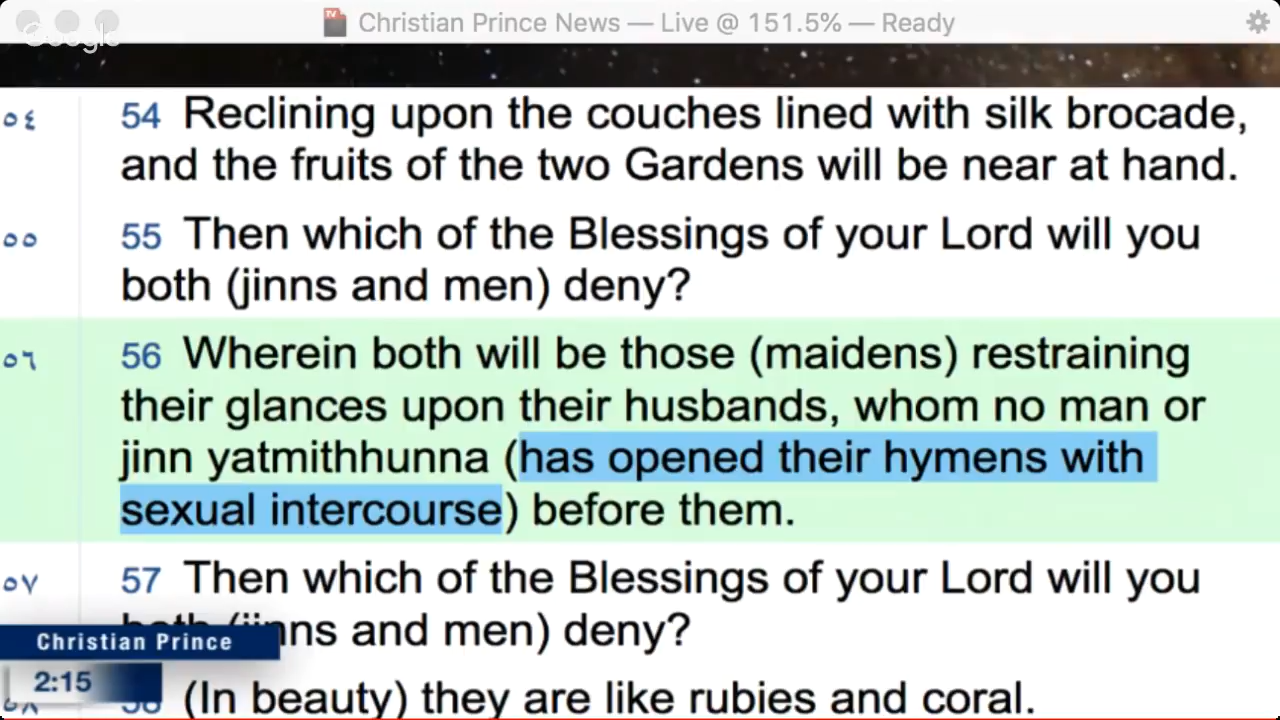 Christian Prince News — Live @ 151.5% — Ready
Google
٥٤ 54 Reclining upon the couches lined with silk brocade,
and the fruits of the two Gardens will be near at hand.
٥٥ 55 Then which of the Blessings of your Lord will you
both (jinns and men) deny?
٥٦ 56 Wherein both will be those (maidens) restraining
their glances upon their husbands, whom no man or
jinn yatmithhunna (has opened their hymens with
sexual intercourse) before them.
٥٧ 57 Then which of the Blessings of your Lord will you
both (jinns and men) deny?
Christian Prince
2:15
(In beauty) they are like rubies and coral.